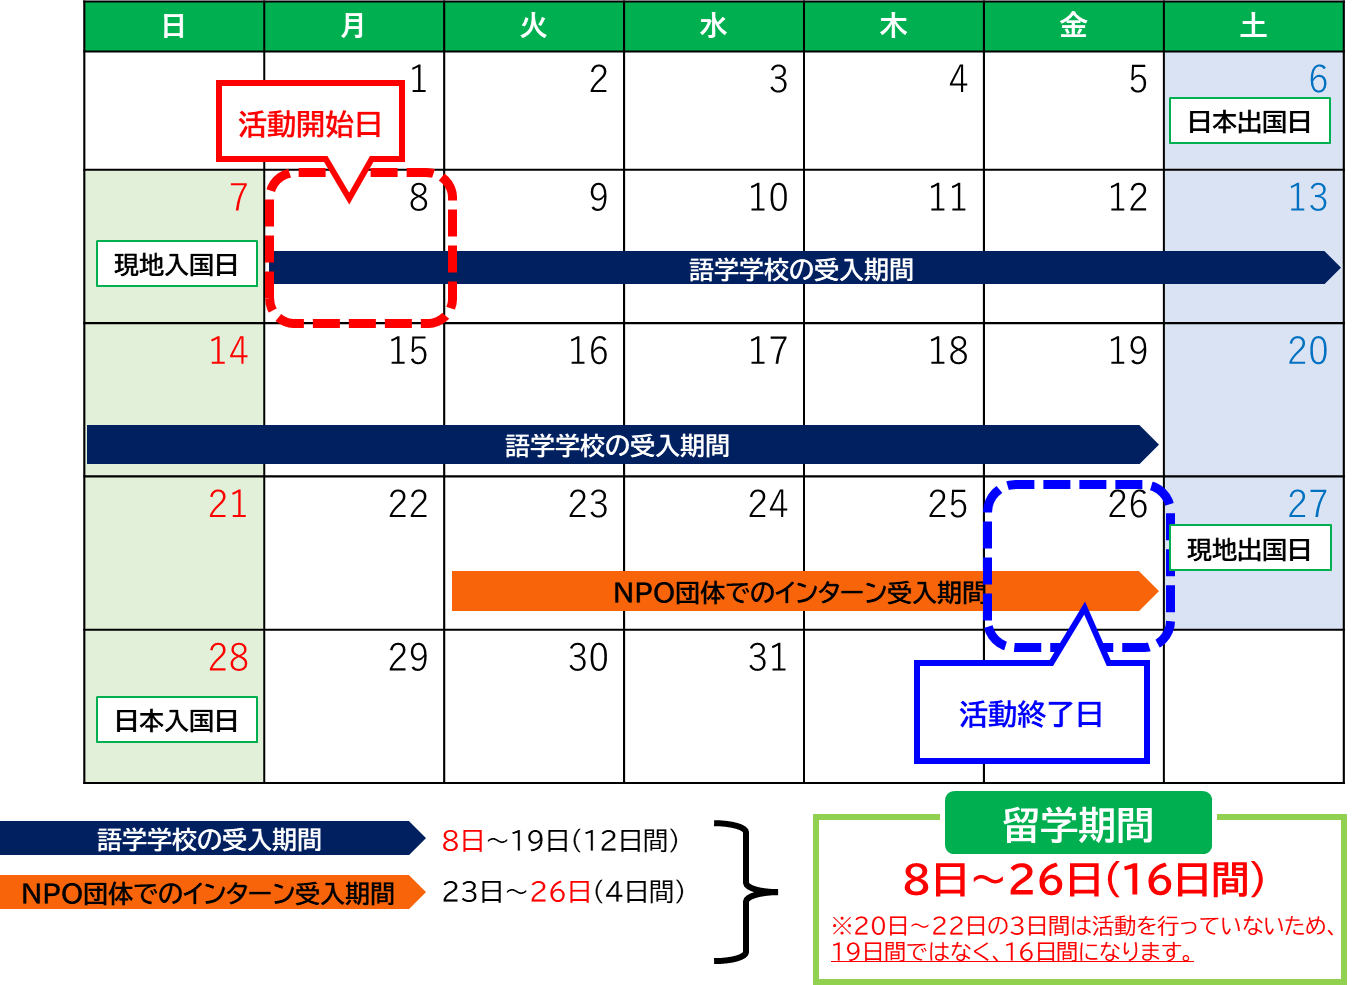 日 月 火 水 木 金 土
1 2 3 4 5 6
活動開始日
日本出国日
7 8 9 10 11 12 13
現地入国日
語学学校の受入期間
14 15 16 17 18 19 20
語学学校の受入期間
21 22 23 24 25 26 27
現地出国日
NPO団体でのインターン受入期間
28 29 30 31
日本入国日
活動終了日
語学学校の受入期間 8日～19日(12日間)
NPO団体でのインターン受入期間 23日～26日(4日間)
留学期間
8日～26日(16日間)
※20日～22日の3日間は活動を行っていないため、
19日間ではなく、16日間になります。